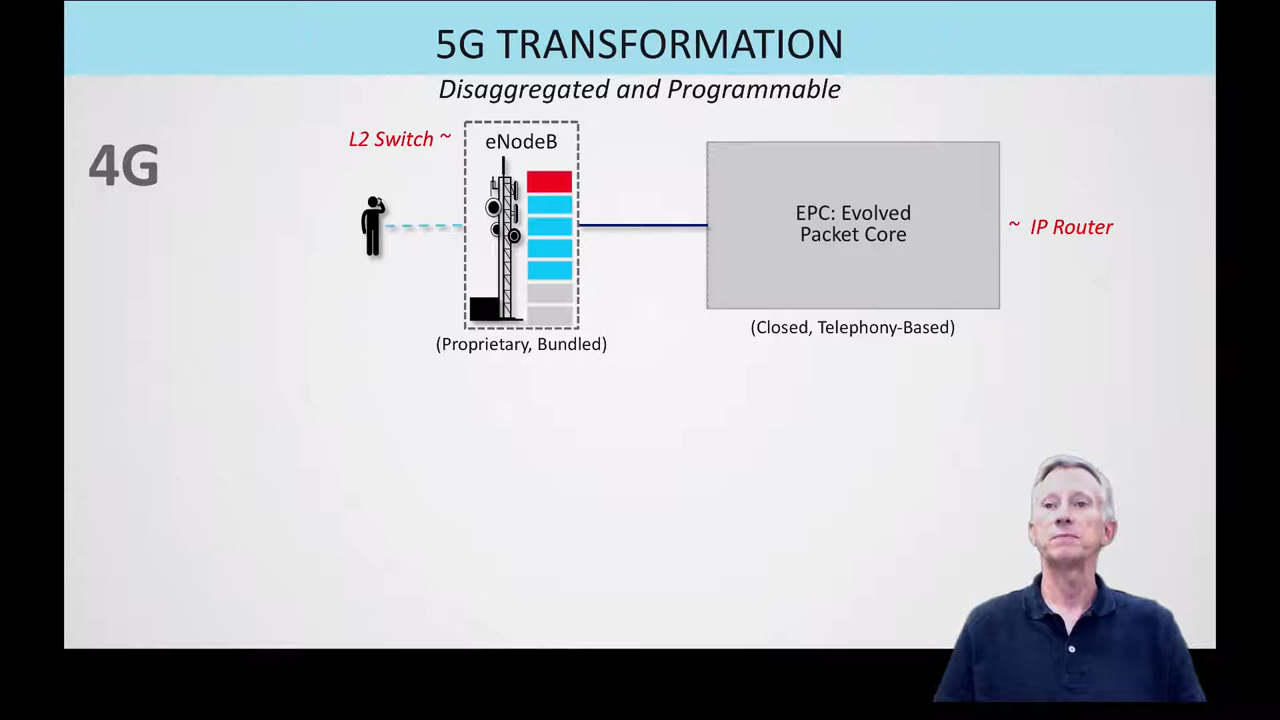 5G TRANSFORMATION
Disaggregated and Programmable
4G
L2 Switch ~
eNodeB
(Proprietary, Bundled)
EPC: Evolved
Packet Core
(Closed, Telephony-Based)
~ IP Router